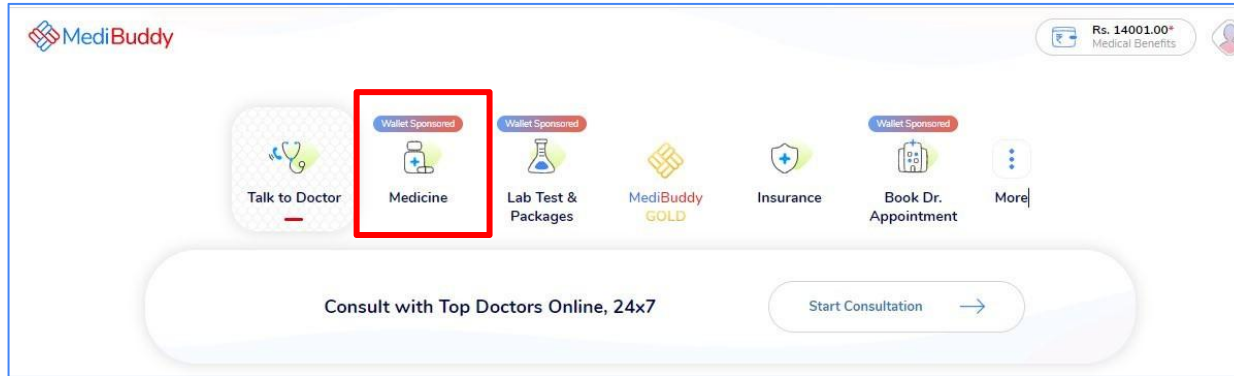 MediBuddy
Rs. 14001.00*
Medical Benefits
Wallet Sponsored
Wallet Sponsored
Wallet Sponsored
Talk to Doctor
Medicine
Lab Test &
Packages
MediBuddy
GOLD
Insurance
Book Dr.
Appointment
More
Consult with Top Doctors Online, 24x7
Start Consultation